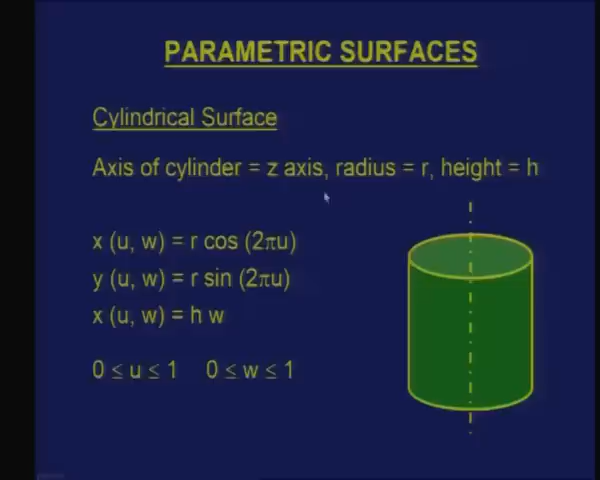 PARAMETRIC SURFACES
Cylindrical Surface
Axis of cylinder = z axis, radius = r, height = h
x (u, w) = r cos (2πu)
y (u, w) = r sin (2πu)
x (u, w) = h w
0 ≤ u ≤ 1 0 ≤ w ≤ 1